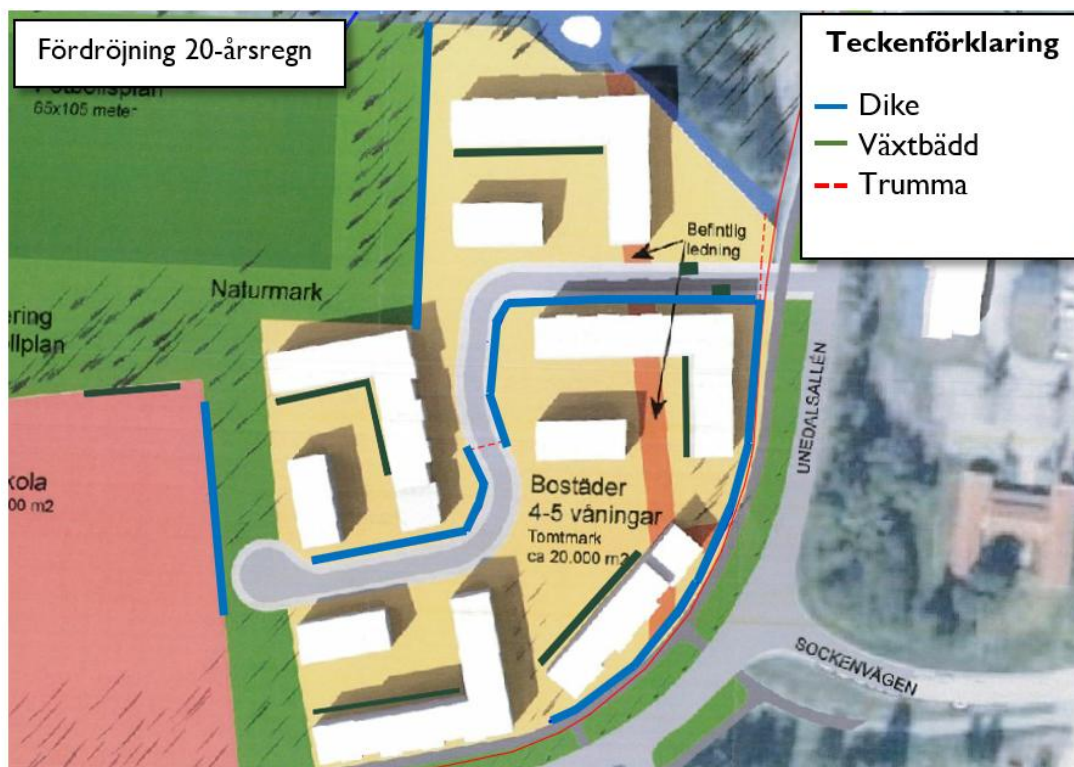 Fördröjning 20-årsregn
65x105 meter
Teckenförklaring
Dike
Växtbädd
Trumma
Befintlig
ledning
Naturmark
UNEDALSALLÉN
Bostäder
4-5 våningar
Tomtmark
ca 20.000 m2
SOCKENVÄGEN